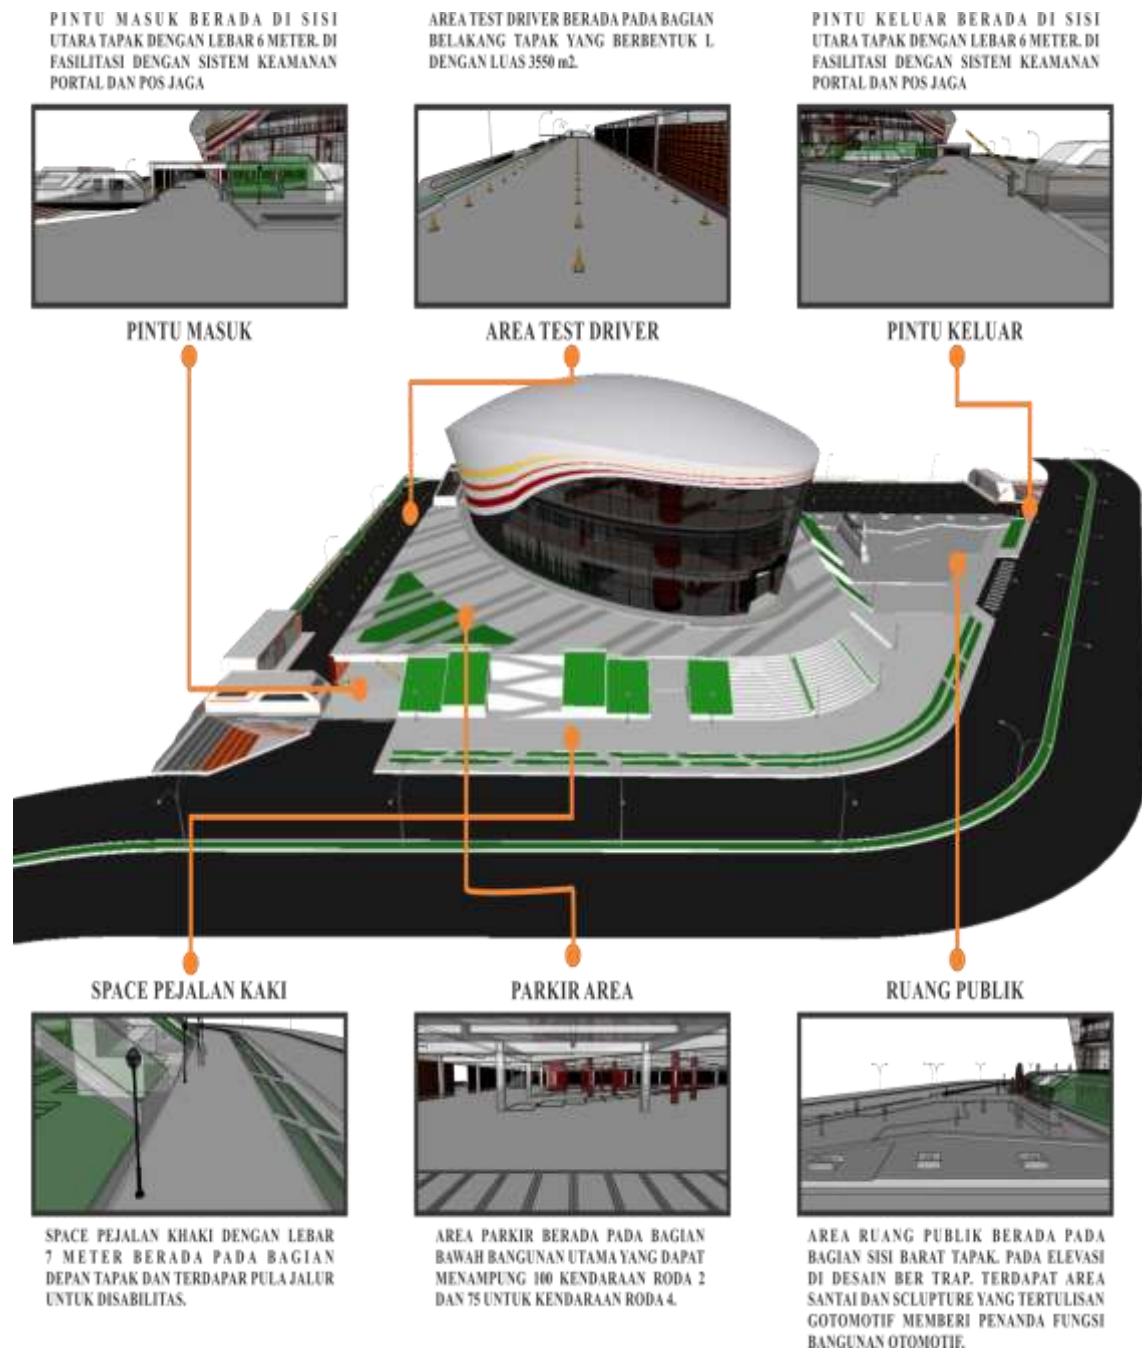 PINTU MASUK BERADA DI SISI
UTARA TAPAK DENGAN LEBAR 6 METER. DI
FASILITASI DENGAN SISTEM KEAMANAN
PORTAL DAN POS JAGA
AREA TEST DRIVER BERADA PADA BAGIAN
BELAKANG TAPAK YANG BERBENTUK L
DENGAN LUAS 3550 m2.
PINTU KELUAR BERADA DI SISI
UTARA TAPAK DENGAN LEBAR 6 METER. DI
FASILITASI DENGAN SISTEM KEAMANAN
PORTAL DAN POS JAGA
PINTU MASUK
AREA TEST DRIVER
PINTU KELUAR
SPACE PEJALAN KAKI
PARKIR AREA
RUANG PUBLIK
SPACE PEJALAN KHAKI DENGAN LEBAR
7 METER BERADA PADA BAGIAN
DEPAN TAPAK DAN TERDAPAR PULA JALUR
UNTUK DISABILITAS.
AREA PARKIR BERADA PADA BAGIAN
BAWAH BANGUNAN UTAMA YANG DAPAT
MENAMPUNG 100 KENDARAAN RODA 2
DAN 75 UNTUK KENDARAAN RODA 4.
AREA RUANG PUBLIK BERADA PADA
BAGIAN SISI BARAT TAPAK. PADA ELEVASI
DI DESAIN BER TRAP. TERDAPAT AREA
SANTAI DAN SCLUPTURE YANG TERTULISAN
GOTOMOTIF MEMBERI PENANDA FUNGSI
BANGUNAN OTOMOTIF.